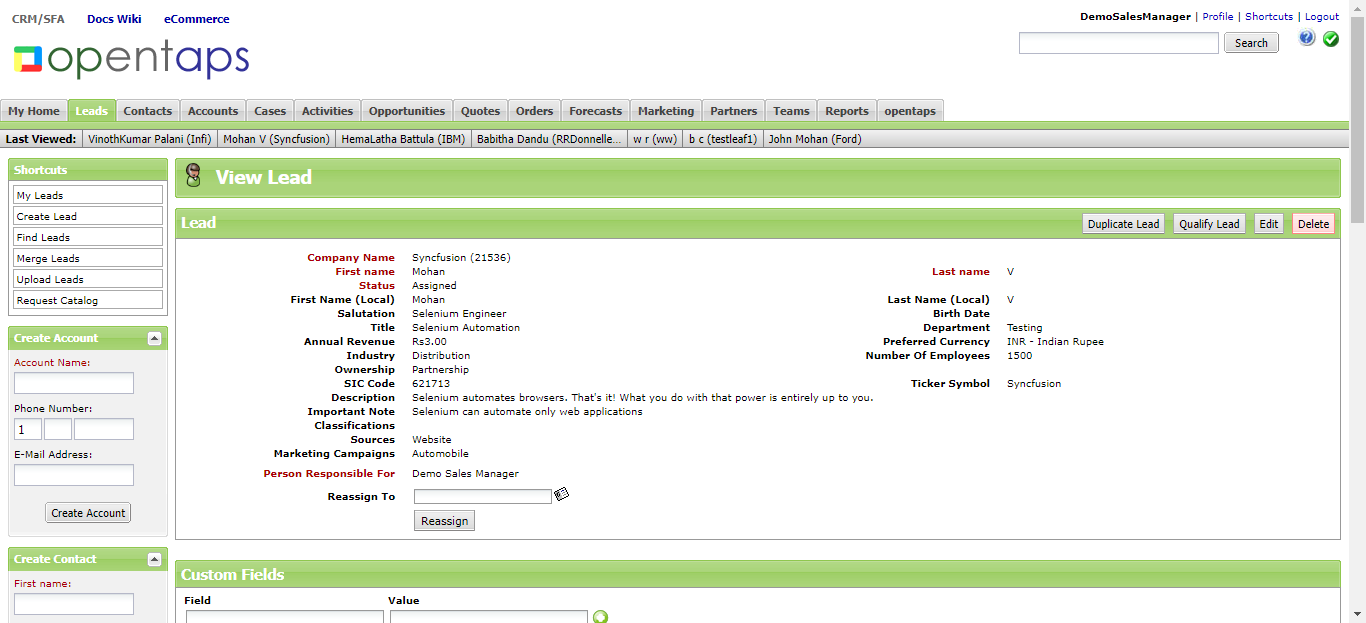 CRM/SFA Docs Wiki eCommerce
DemoSalesManager | Profile | Shortcuts | Logout
opentaps
Search
My Home Leads Contacts Accounts Cases Activities Opportunities Quotes Orders Forecasts Marketing Partners Teams Reports opentaps
Last Viewed: VinothKumar Palani (Infi) Mohan V (Syncfusion) HemaLatha Battula (IBM) Babitha Dandu (RRDonnelle... w r (ww) b c (testleaf1) John Mohan (Ford)
Shortcuts
My Leads
Create Lead
Find Leads
Merge Leads
Upload Leads
Request Catalog
Create Account
Account Name:
Phone Number:
1
E-Mail Address:
Create Account
Create Contact
First name:
View Lead
Lead
Duplicate Lead Qualify Lead Edit Delete
Company Name Syncfusion (21536)
First name Mohan Last name V
Status Assigned
First Name (Local) Mohan Last Name (Local) V
Salutation Selenium Engineer Birth Date
Title Selenium Automation Department Testing
Annual Revenue Rs3.00 Preferred Currency INR - Indian Rupee
Industry Distribution Number Of Employees 1500
Ownership Partnership
SIC Code 621713 Ticker Symbol Syncfusion
Description Selenium automates browsers. That's it! What you do with that power is entirely up to you.
Important Note Selenium can automate only web applications
Classifications
Sources Website
Marketing Campaigns Automobile
Person Responsible For Demo Sales Manager
Reassign To
Reassign
Custom Fields
Field Value